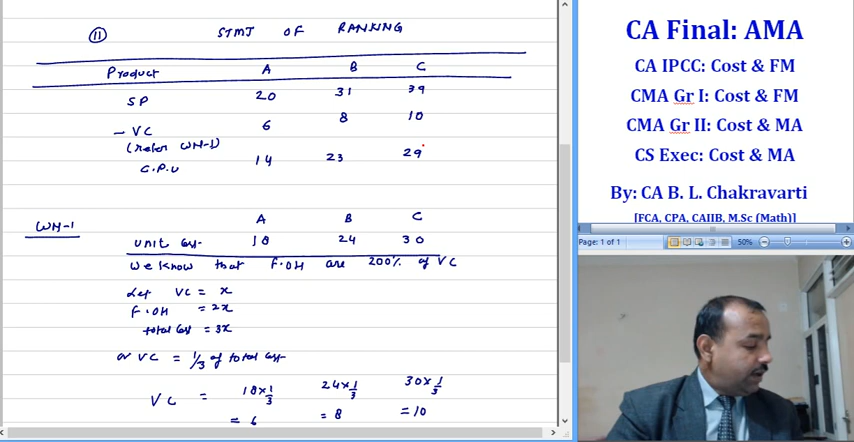 (11) STMT OF RANKING
Product A B C
SP 20 31 39
- VC 6 8 10
(refer WN-1)
C.P.U 14 23 29
WN-1 A B C
Unit Cost 18 24 30
We know that F.OH are 200% of VC
Let VC = x
F.OH = 2x
total Cost = 3x
or VC = 1/3 of total cost
VC = 18 x 1/3 24 x 1/3 30 x 1/3
= 6 = 8 = 10
CA Final: AMA
CA IPCC: Cost & FM
CMA Gr I: Cost & FM
CMA Gr II: Cost & MA
CS Exec: Cost & MA
By: CA B. L. Chakravarti
[FCA, CPA, CAIIB, M.Sc (Math)]
Page: 1 of 1 50%